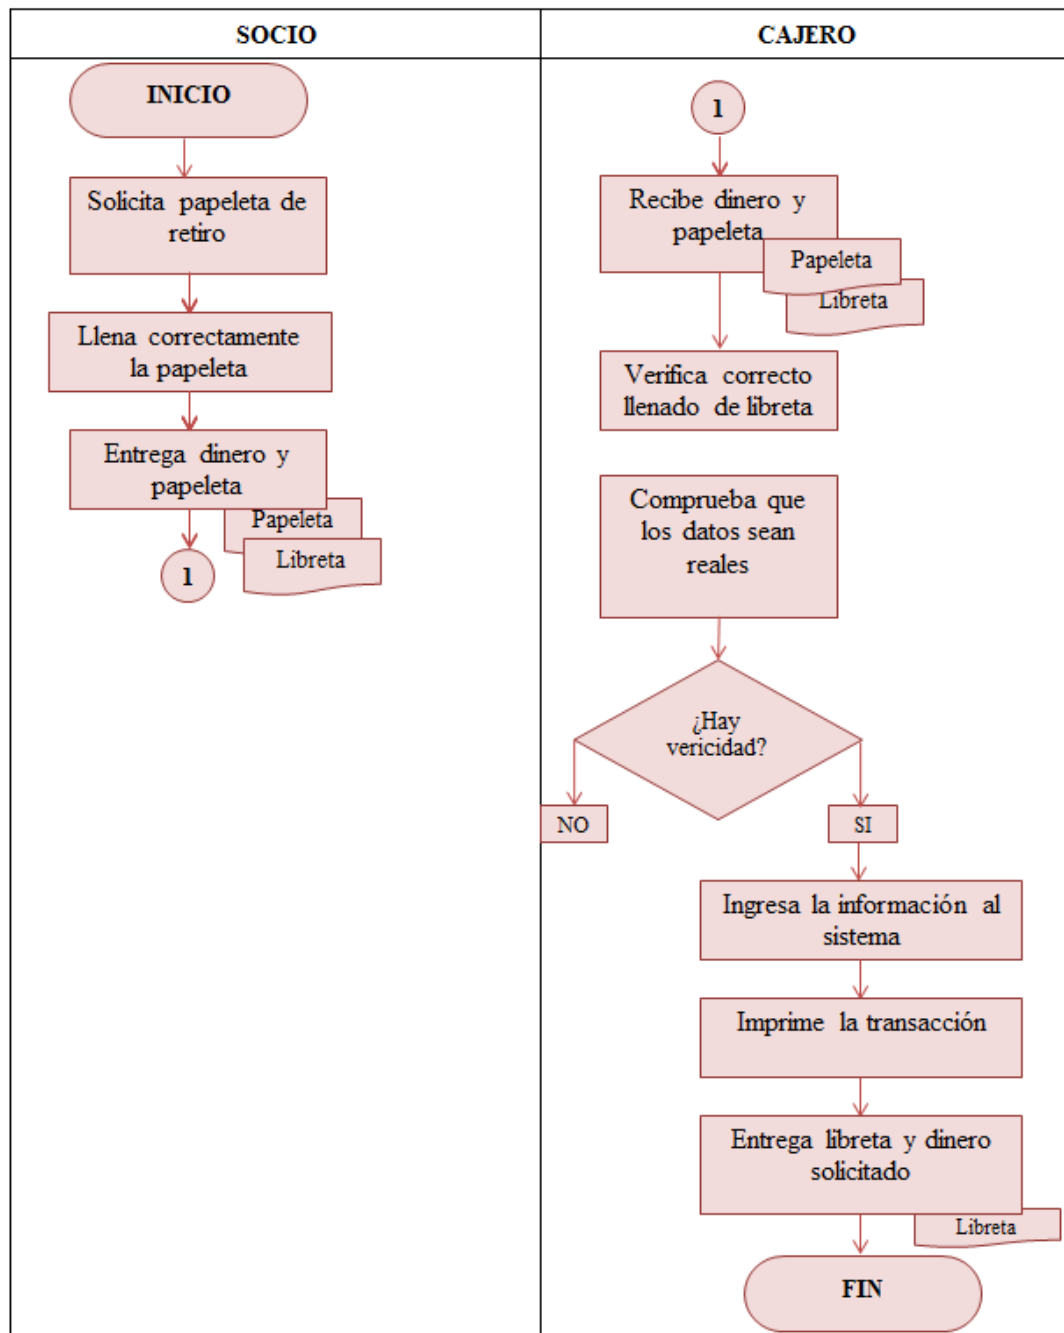 SOCIO
CAJERO
INICIO
Solicita papeleta de
retiro
Llena correctamente
la papeleta
Entrega dinero y
papeleta
Papeleta
Libreta
1
1
Recibe dinero y
papeleta
Papeleta
Libreta
Verifica correcto
llenado de libreta
Comprueba que
los datos sean
reales
¿Hay
vericidad?
NO
SI
Ingresa la información al
sistema
Imprime la transacción
Entrega libreta y dinero
solicitado
Libreta
FIN